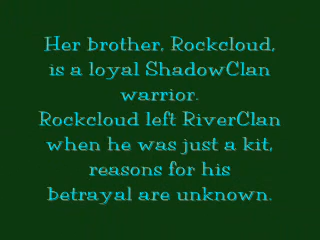 Her brother, Rockcloud,
is a loyal ShadowClan
warrior.
Rockcloud left RiverClan
when he was just a kit,
reasons for his
betrayal are unknown.